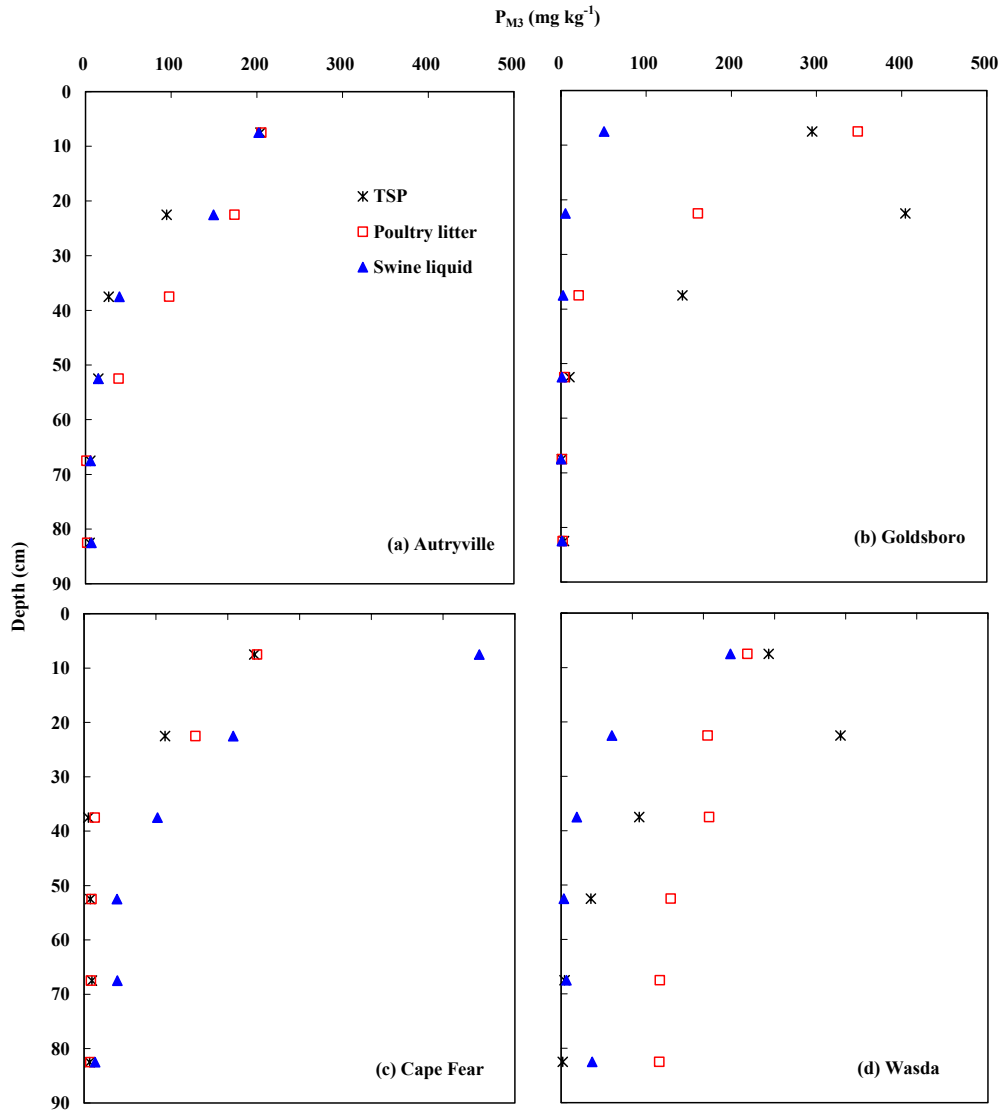 P_M3 (mg kg⁻¹)
0 100 200 300 400 500
0 100 200 300 400 500
0
10
20
30
40
50
60
70
80
90
TSP
Poultry litter
Swine liquid
(a) Autryville
(b) Goldsboro
Depth (cm)
0
10
20
30
40
50
60
70
80
90
(c) Cape Fear
(d) Wasda